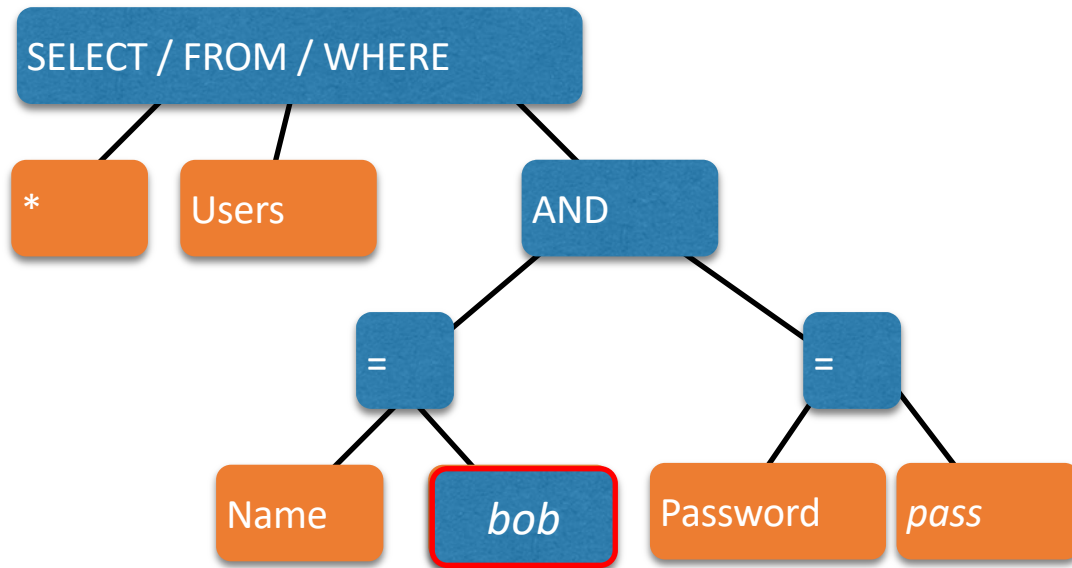 SELECT / FROM / WHERE
*
Users
AND
=
=
Name
bob
Password
pass